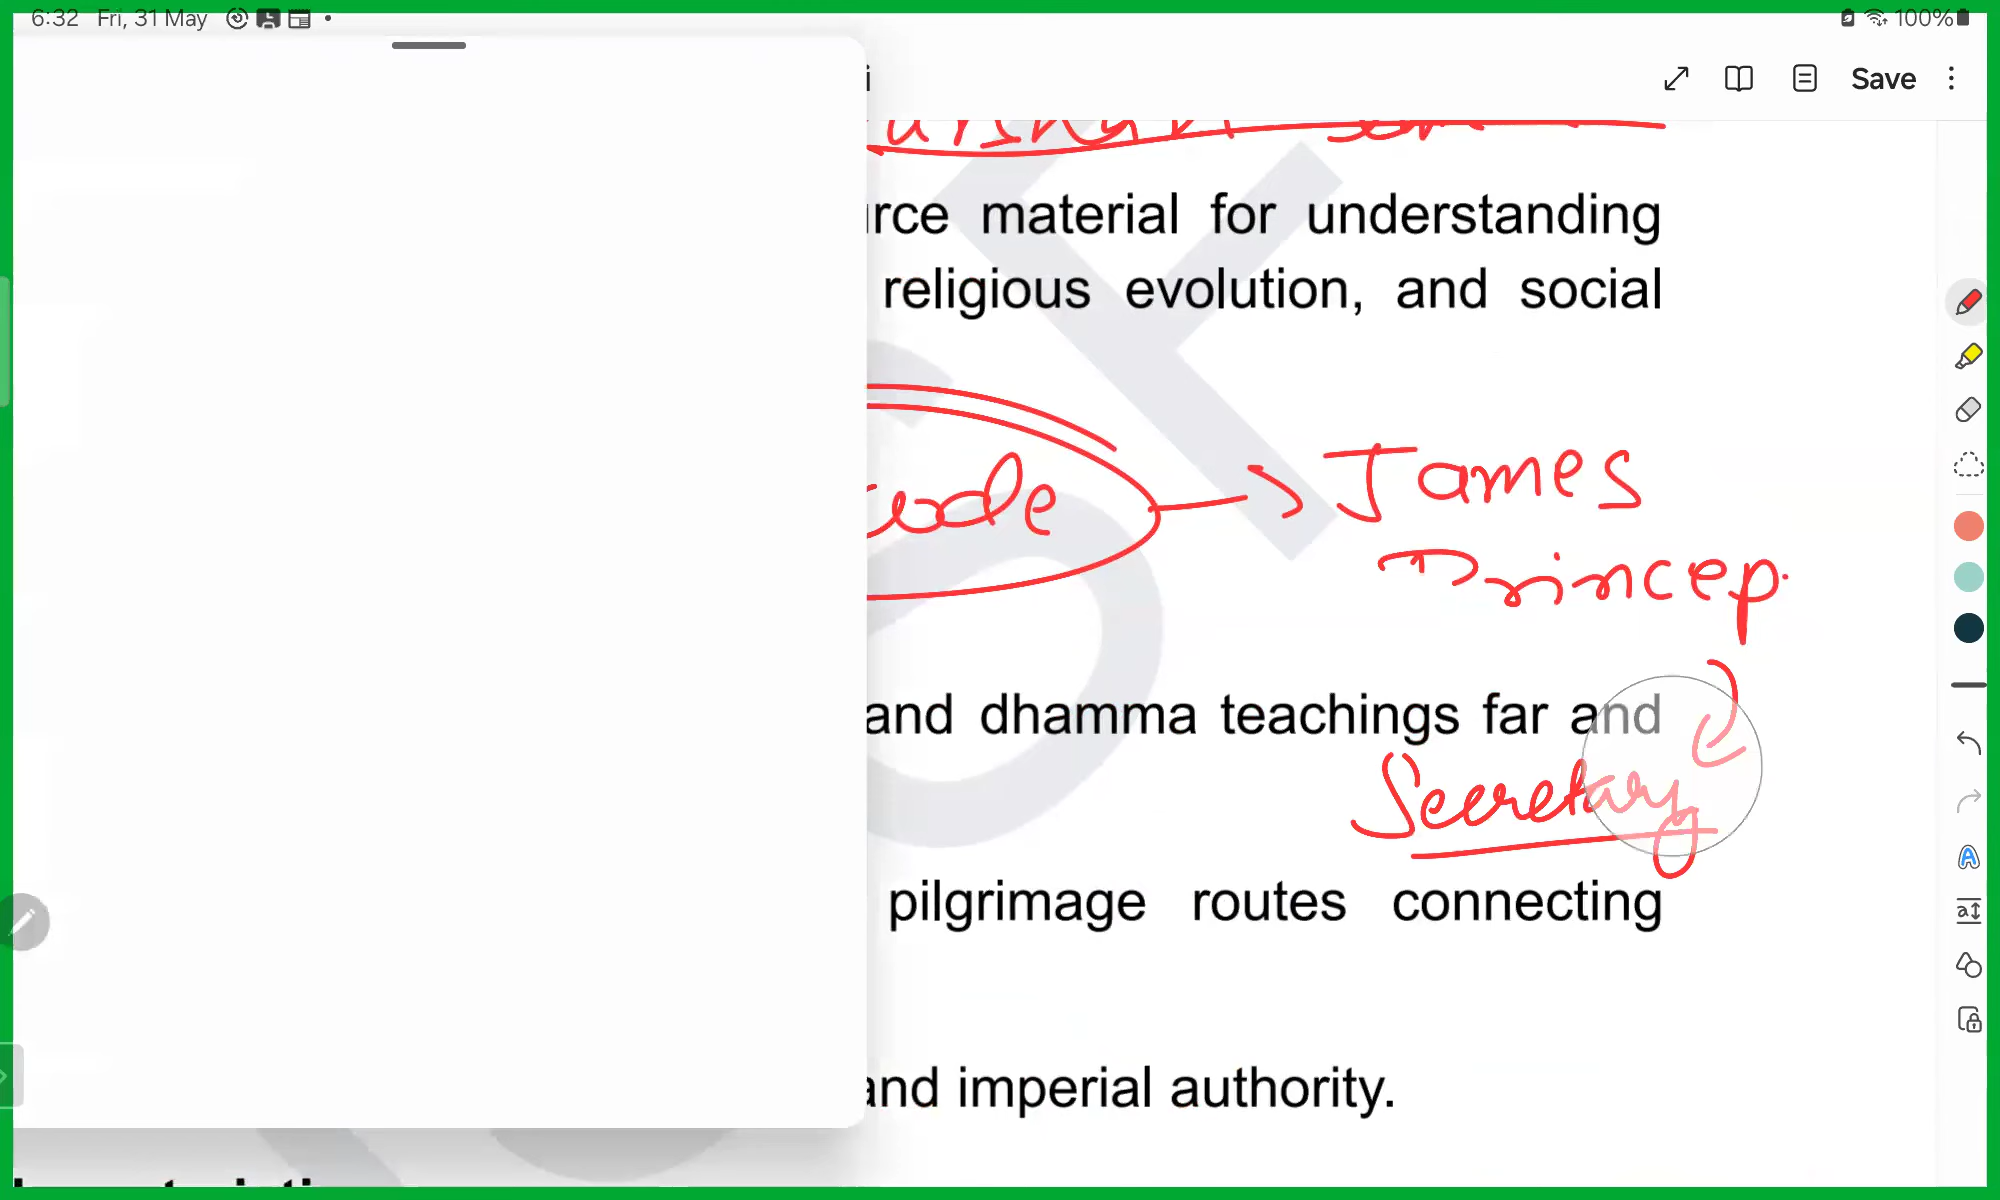 6:32 Fri, 31 May
100%
i
Save
rce material for understanding
religious evolution, and social
James
Princep.
and dhamma teachings far and
Secretary
pilgrimage routes connecting
and imperial authority.